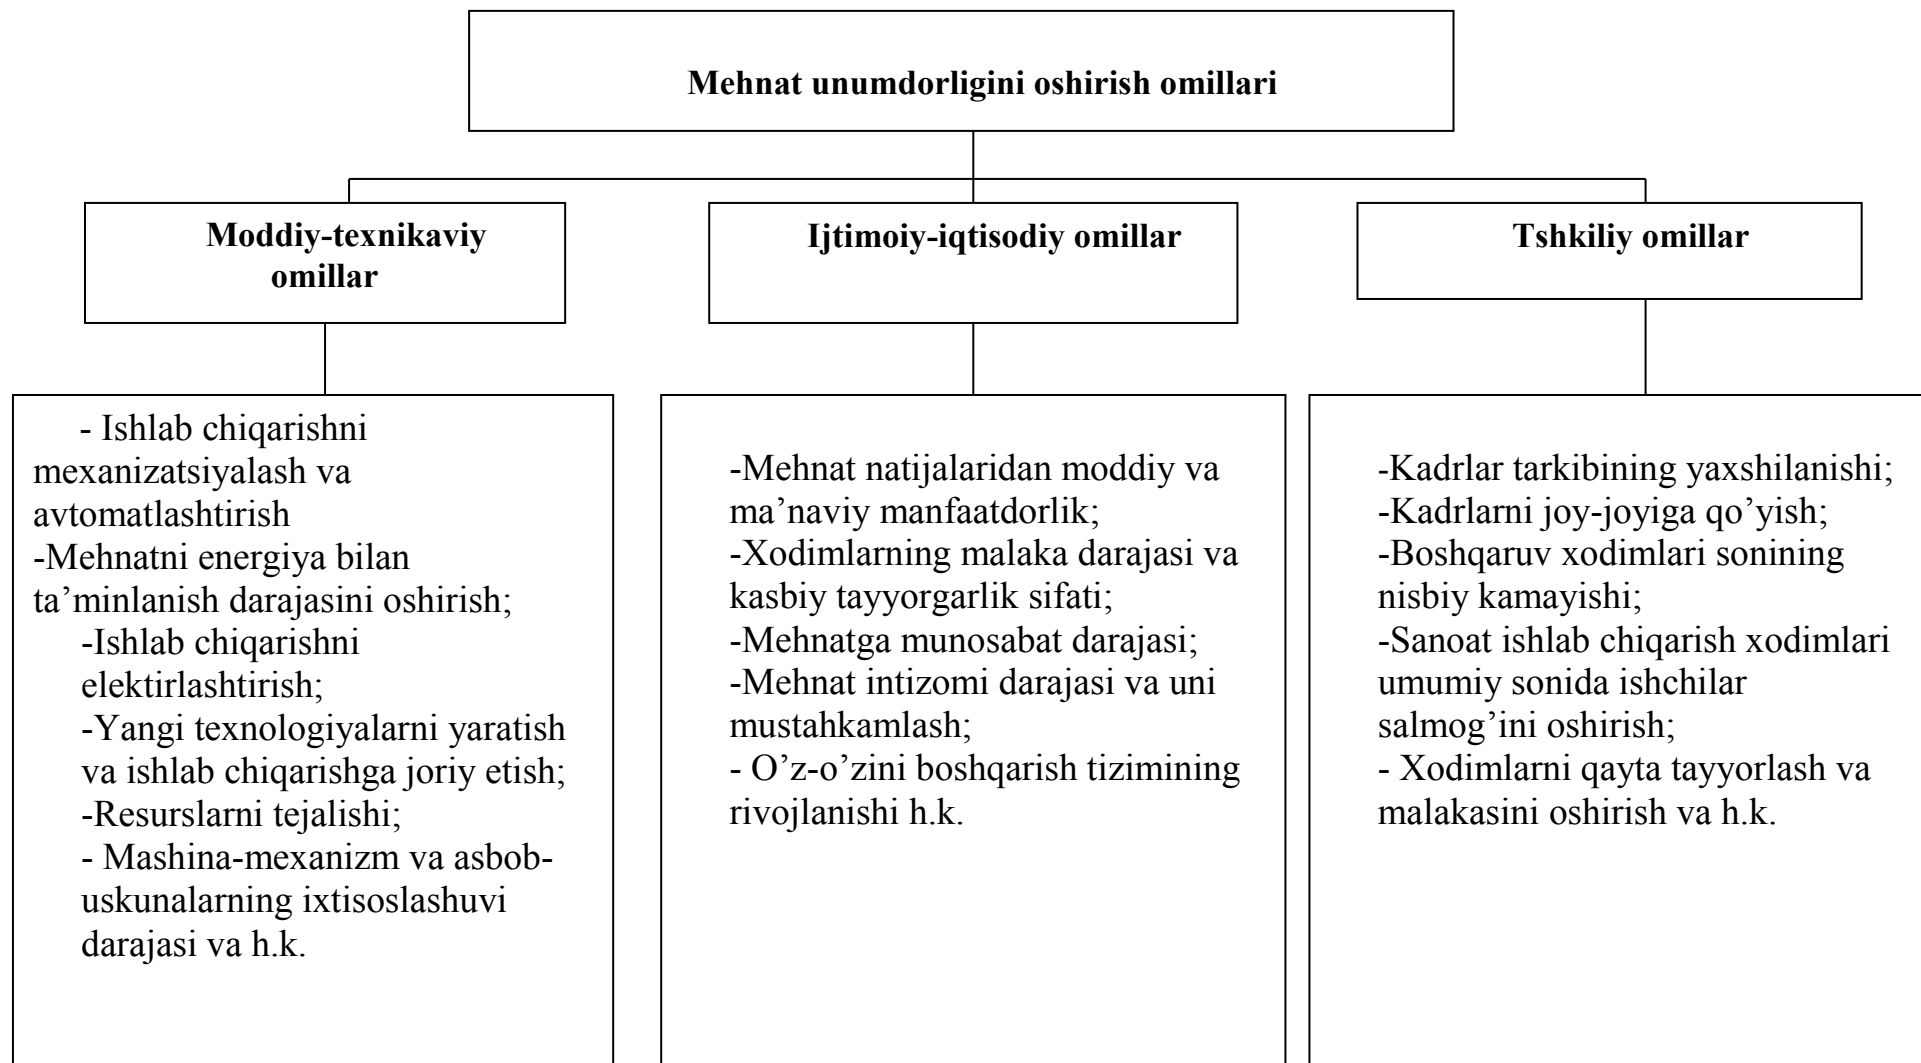 Mehnat unumdorligini oshirish omillari
Moddiy-texnikaviy
omillar
Ijtimoiy-iqtisodiy omillar
Tshkiliy omillar
- Ishlab chiqarishni
mexanizatsiyalash va
avtomatlashtirish
-Mehnatni energiya bilan
ta’minlanish darajasini oshirish;
-Ishlab chiqarishni
elektirlashtirish;
-Yangi texnologiyalarni yaratish
va ishlab chiqarishga joriy etish;
-Resurslarni tejalishi;
- Mashina-mexanizm va asbob-
uskunalarning ixtisoslashuvi
darajasi va h.k.
-Mehnat natijalaridan moddiy va
ma’naviy manfaatdorlik;
-Xodimlarning malaka darajasi va
kasbiy tayyorgarlik sifati;
-Mehnatga munosabat darajasi;
-Mehnat intizomi darajasi va uni
mustahkamlash;
- O’z-o’zini boshqarish tizimining
rivojlanishi h.k.
-Kadrlar tarkibining yaxshilanishi;
-Kadrlarni joy-joyiga qo’yish;
-Boshqaruv xodimlari sonining
nisbiy kamayishi;
-Sanoat ishlab chiqarish xodimlari
umumiy sonida ishchilar
salmog’ini oshirish;
- Xodimlarni qayta tayyorlash va
malakasini oshirish va h.k.